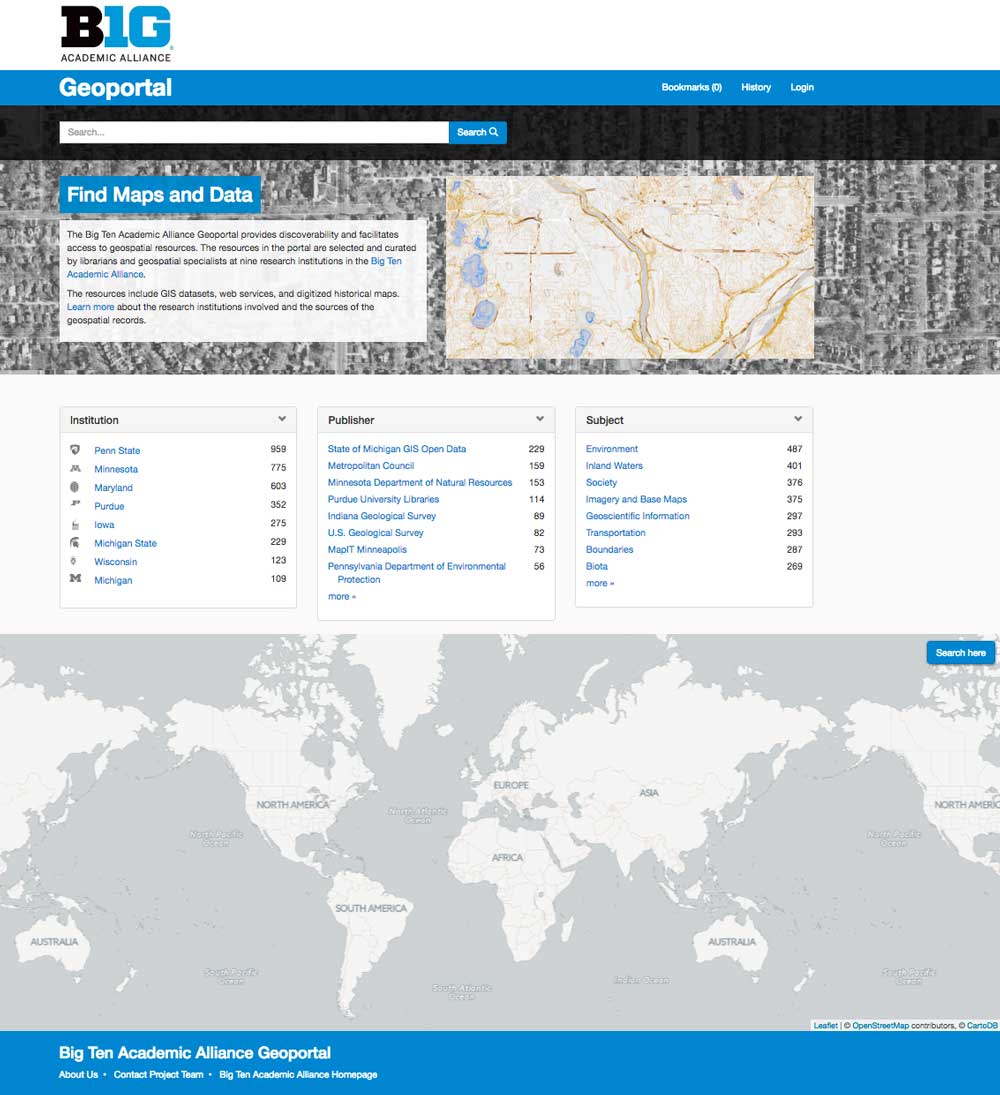 B1G
ACADEMIC ALLIANCE
Geoportal
Bookmarks (0) History Login
Search...
Search
Find Maps and Data
The Big Ten Academic Alliance Geoportal provides discoverability and facilitates
access to geospatial resources. The resources in the portal are selected and curated
by librarians and geospatial specialists at nine research institutions in the Big Ten
Academic Alliance.
The resources include GIS datasets, web services, and digitized historical maps.
Learn more about the research institutions involved and the sources of the
geospatial records.
Institution
Penn State 959
Minnesota 775
Maryland 603
Purdue 352
Iowa 275
Michigan State 229
Wisconsin 123
Michigan 109
Publisher
State of Michigan GIS Open Data 229
Metropolitan Council 159
Minnesota Department of Natural Resources 153
Purdue University Libraries 114
Indiana Geological Survey 89
U.S. Geological Survey 82
MapIT Minneapolis 73
Pennsylvania Department of Environmental 56
Protection
more »
Subject
Environment 487
Inland Waters 401
Society 376
Imagery and Base Maps 375
Geoscientific Information 297
Transportation 293
Boundaries 287
Biota 269
more »
Search here
EUROPE
ASIA
NORTH AMERICA
NORTH AMERIC
North Atlantic
Ocean
North Pacific
Ocean
North Pacific
Ocean
AFRICA
SOUTH AMERICA
AUSTRALIA
AUSTRALIA
South Pacific
Ocean
South Atlantic
Ocean
Indian Ocean
South Pacific
Ocean
Leaflet | © OpenStreetMap contributors, © CartoDB
Big Ten Academic Alliance Geoportal
About Us • Contact Project Team • Big Ten Academic Alliance Homepage